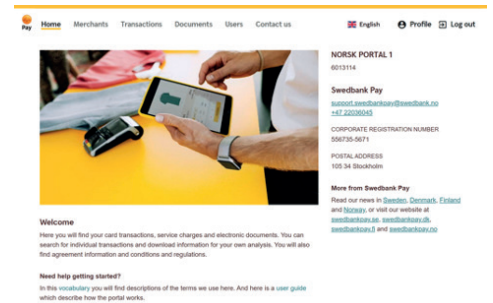 Pay
Home Merchants Transactions Documents Users Contact us
English Profile Log out
NORSK PORTAL 1
6013114
Swedbank Pay
support.swedbankpay@swedbank.no
+47 22036045
CORPORATE REGISTRATION NUMBER
556735-5671
POSTAL ADDRESS
105 34 Stockholm
More from Swedbank Pay
Read our news in Sweden, Denmark, Finland
and Norway, or visit our website at
swedbankpay.se, swedbankpay.dk,
swedbankpay.fi and swedbankpay.no
Welcome
Here you will find your card transactions, service charges and electronic documents. You can
search for individual transactions and download information for your own analysis. You will also
find agreement information and conditions and regulations.
Need help getting started?
In this vocabulary you will find descriptions of the terms we use here. And here is a user guide
which describe how the portal works.